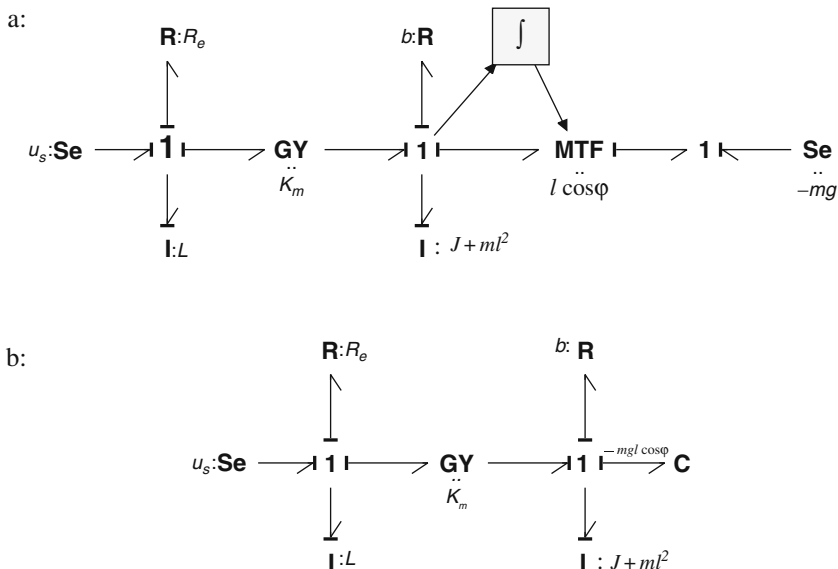 a:
R:Rₑ
b:R
∫
uₛ:Se
1
GY
1
MTF
1
Se
Kₘ
l cosφ
−mg
I:L
I : J + ml²
b:
R:Rₑ
b: R
uₛ:Se
1
GY
1
−mgl cosφ
C
Kₘ
I:L
I : J + ml²